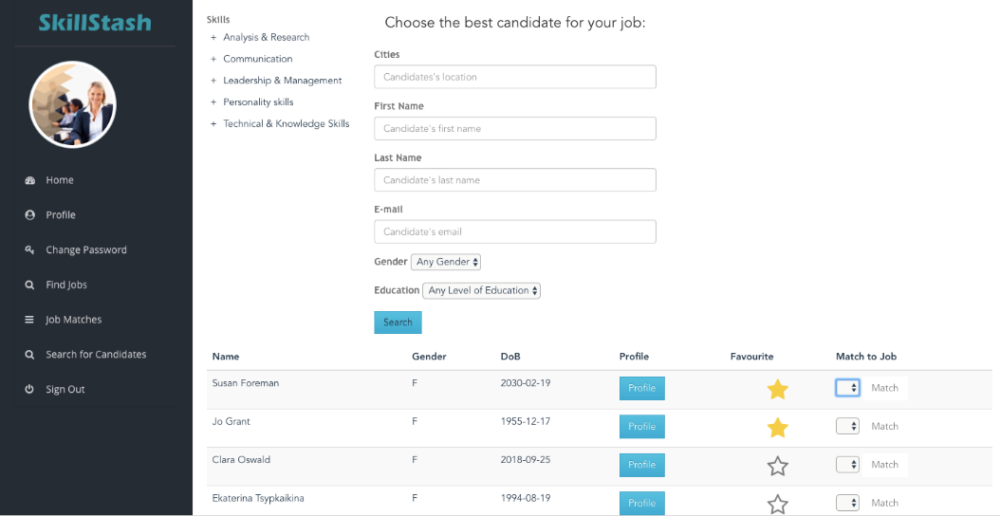 SkillStash
Home
Profile
Change Password
Find Jobs
Job Matches
Search for Candidates
Sign Out
Skills
+ Analysis & Research
+ Communication
+ Leadership & Management
+ Personality skills
+ Technical & Knowledge Skills
Choose the best candidate for your job:
Cities
Candidates's location
First Name
Candidate's first name
Last Name
Candidate's last name
E-mail
Candidate's email
Gender Any Gender
Education Any Level of Education
Search
Name Gender DoB Profile Favourite Match to Job
Susan Foreman F 2030-02-19 Profile Match
Jo Grant F 1955-12-17 Profile Match
Clara Oswald F 2018-09-25 Profile Match
Ekaterina Tsypkaikina F 1994-08-19 Profile Match